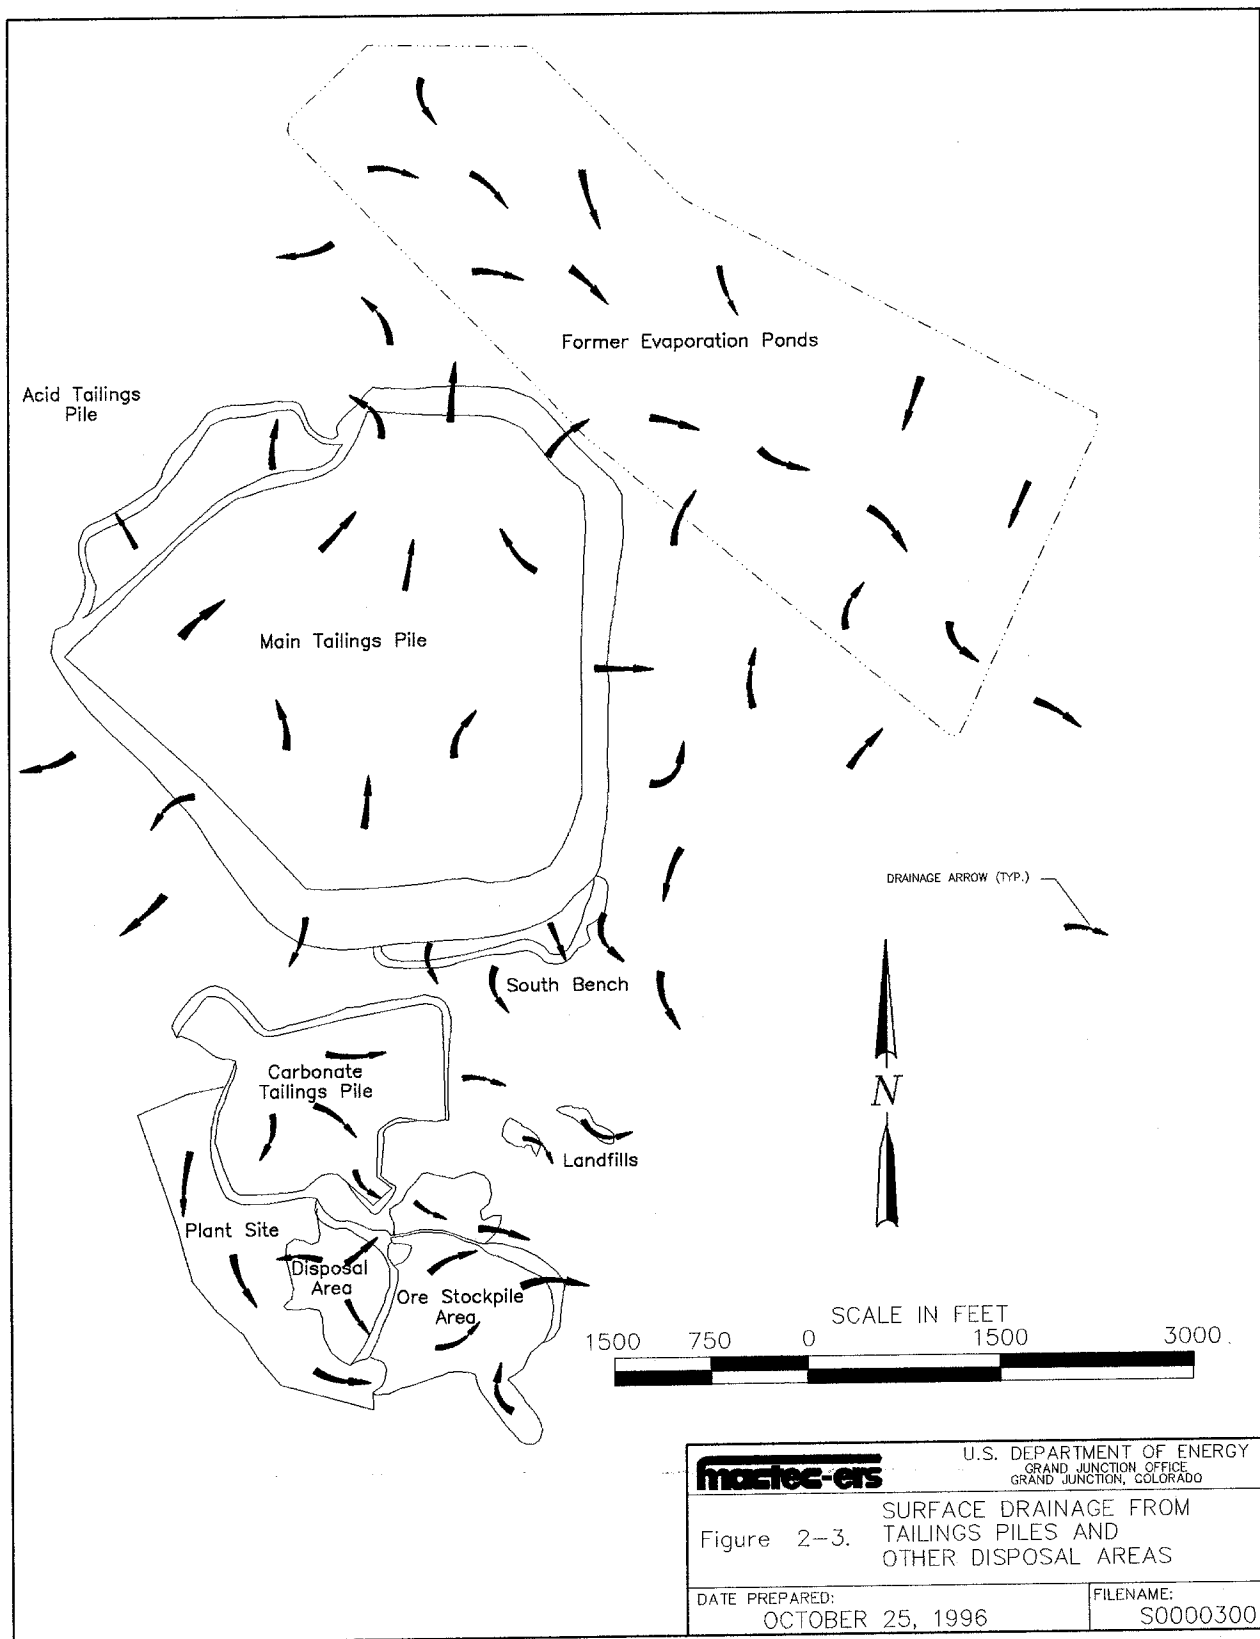 Former Evaporation Ponds
Acid Tailings
Pile
Main Tailings Pile
DRAINAGE ARROW (TYP.)
South Bench
N
Carbonate
Tailings Pile
Landfills
Plant Site
Disposal
Area
Ore Stockpile
Area
SCALE IN FEET
1500 750 0 1500 3000
mactec-ers
U.S. DEPARTMENT OF ENERGY
GRAND JUNCTION OFFICE
GRAND JUNCTION, COLORADO
Figure 2-3.
SURFACE DRAINAGE FROM
TAILINGS PILES AND
OTHER DISPOSAL AREAS
DATE PREPARED:
OCTOBER 25, 1996
FILENAME:
S0000300